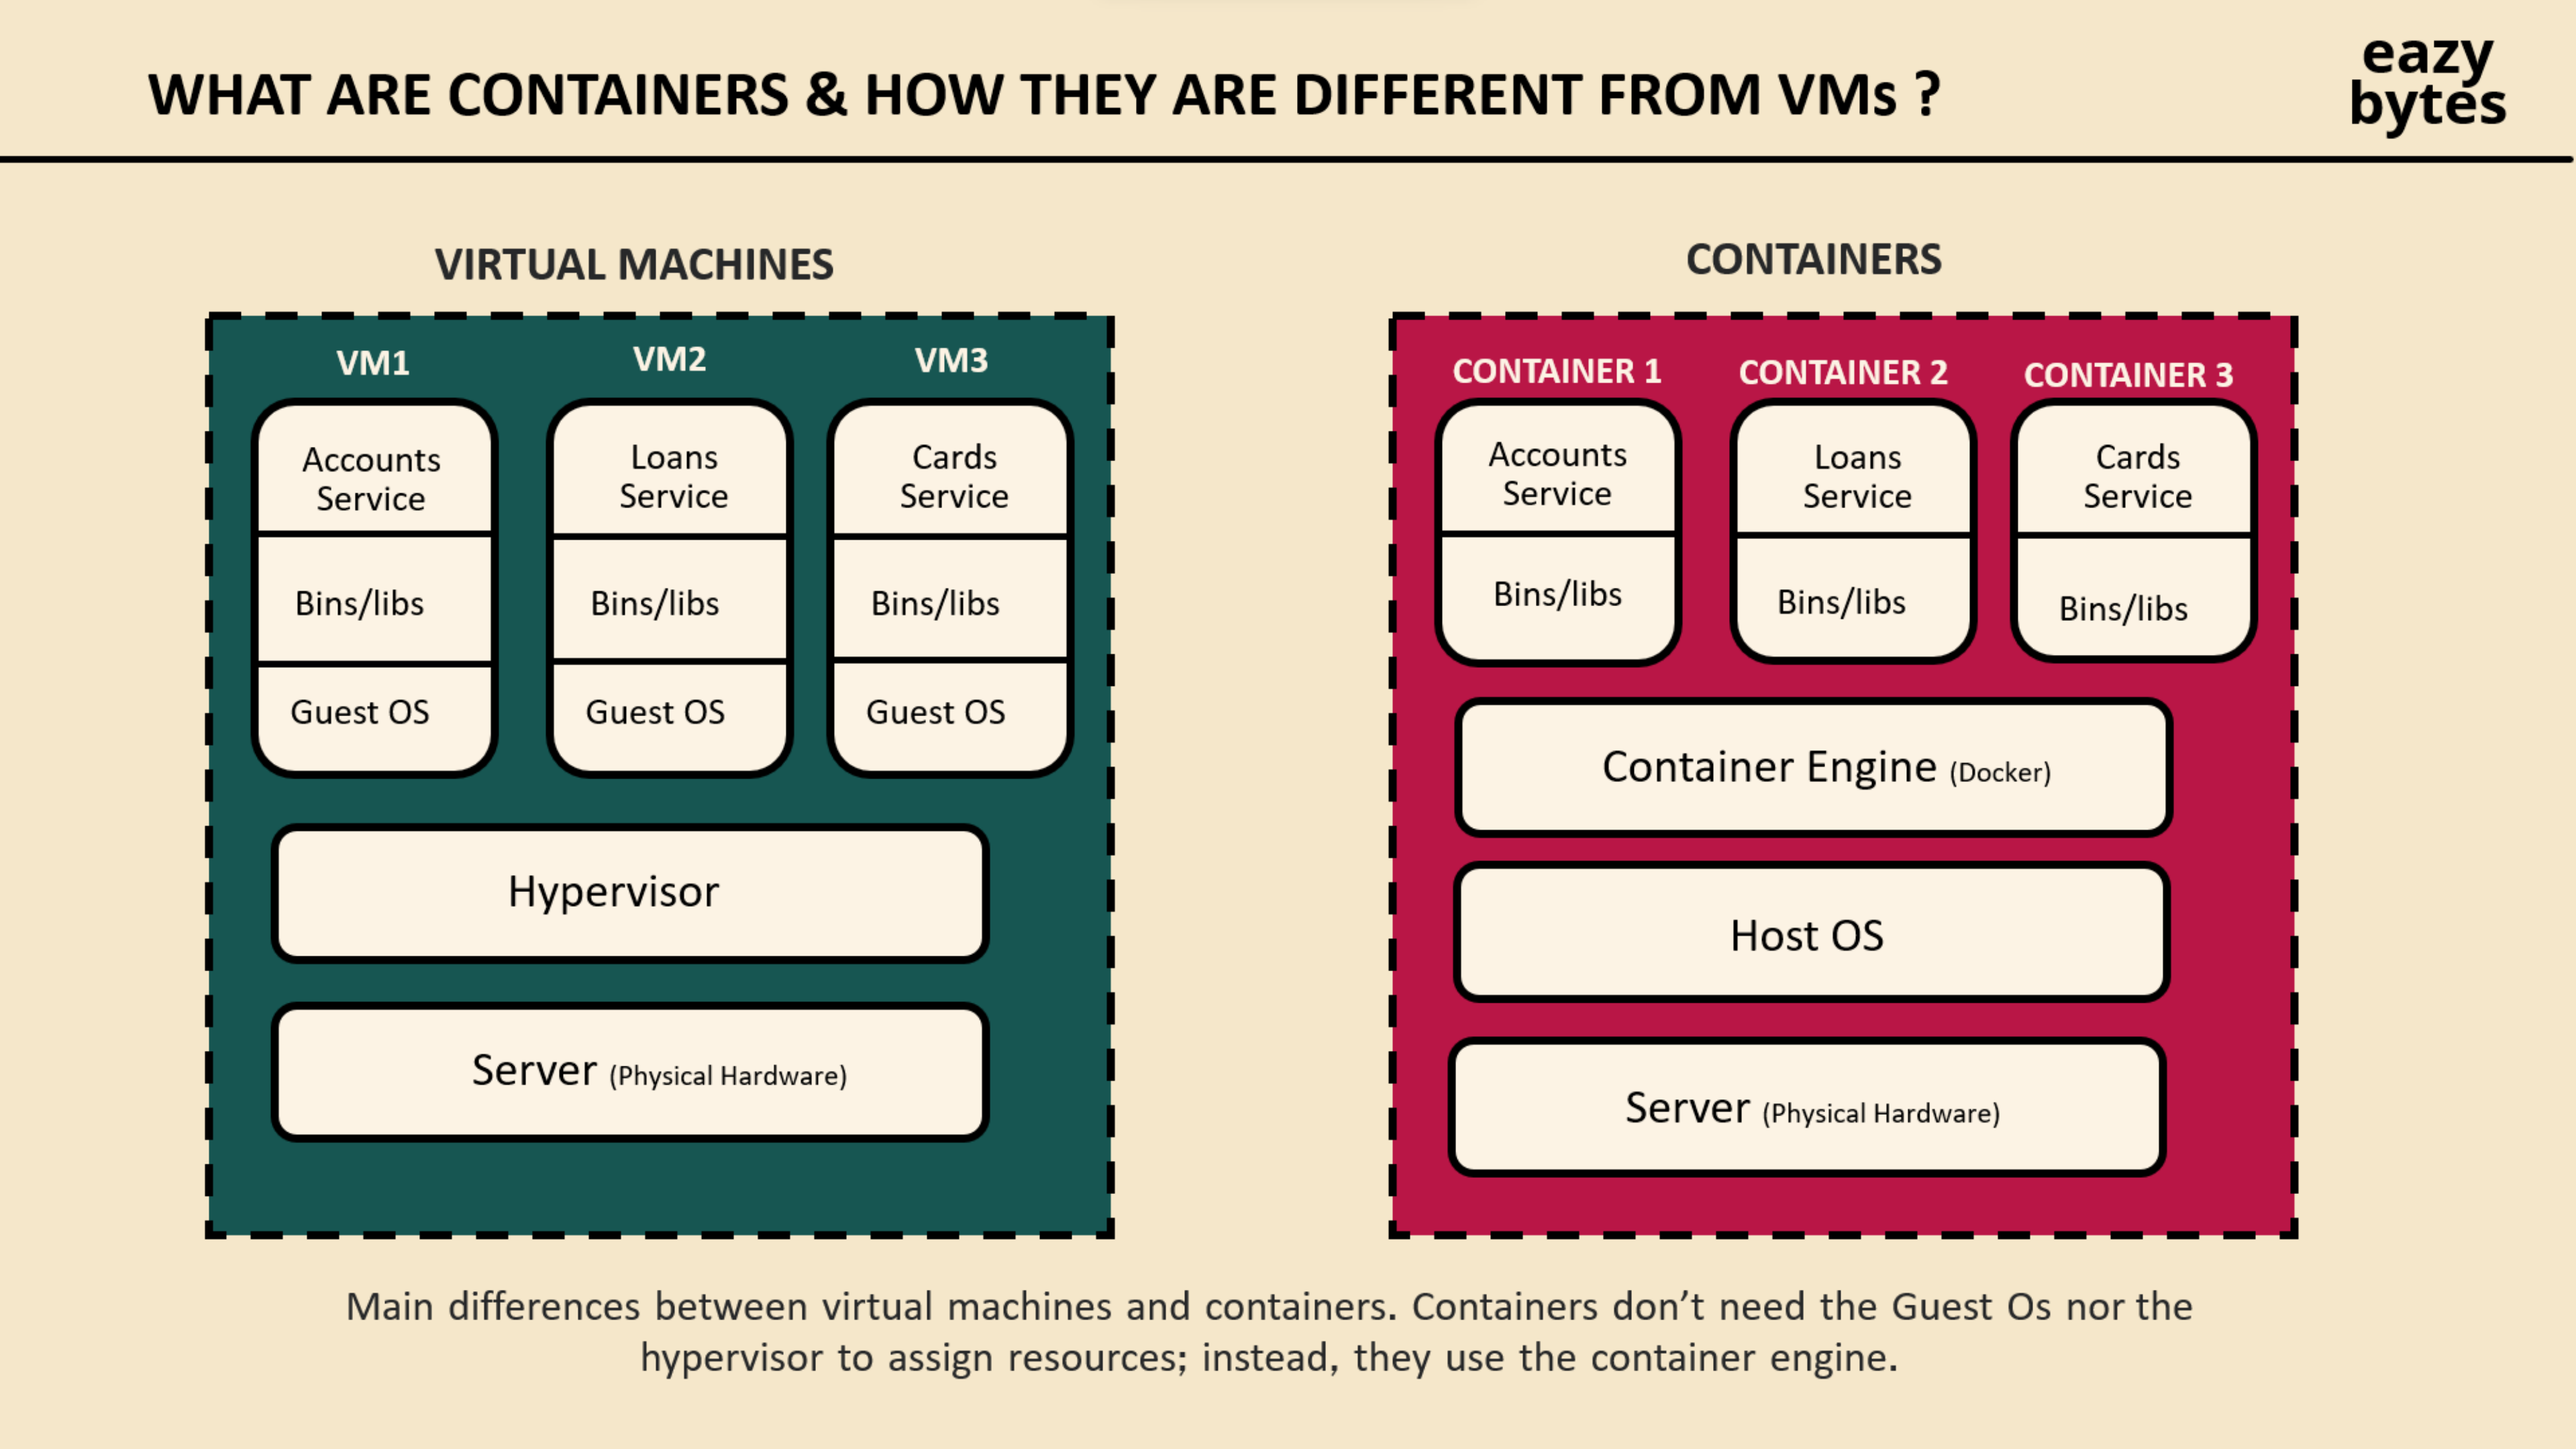 WHAT ARE CONTAINERS & HOW THEY ARE DIFFERENT FROM VMs ?
eazy
bytes
VIRTUAL MACHINES
VM1
VM2
VM3
Accounts
Service
Loans
Service
Cards
Service
Bins/libs
Bins/libs
Bins/libs
Guest OS
Guest OS
Guest OS
Hypervisor
Server (Physical Hardware)
CONTAINERS
CONTAINER 1
CONTAINER 2
CONTAINER 3
Accounts
Service
Loans
Service
Cards
Service
Bins/libs
Bins/libs
Bins/libs
Container Engine (Docker)
Host OS
Server (Physical Hardware)
Main differences between virtual machines and containers. Containers don’t need the Guest Os nor the
hypervisor to assign resources; instead, they use the container engine.